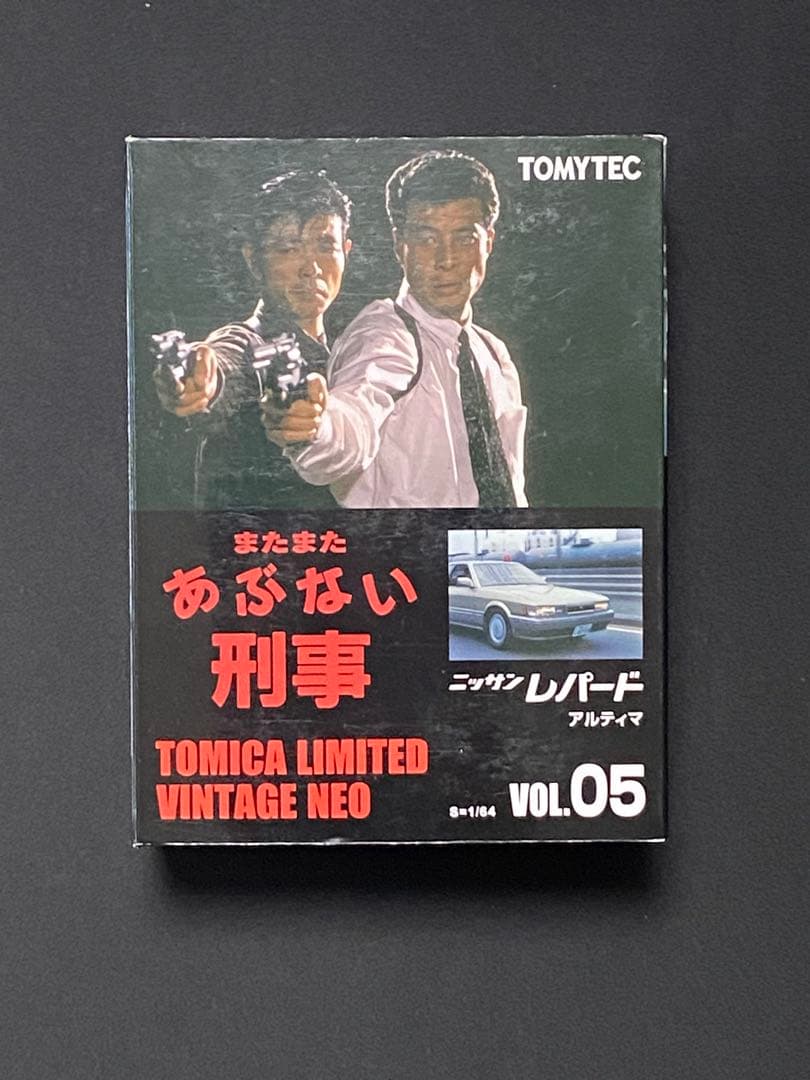 TOMYTEC
またまた
あぶない
刑事
ニッサン レパード
アルティマ
TOMICA LIMITED
VINTAGE NEO
S=1/64 VOL.05